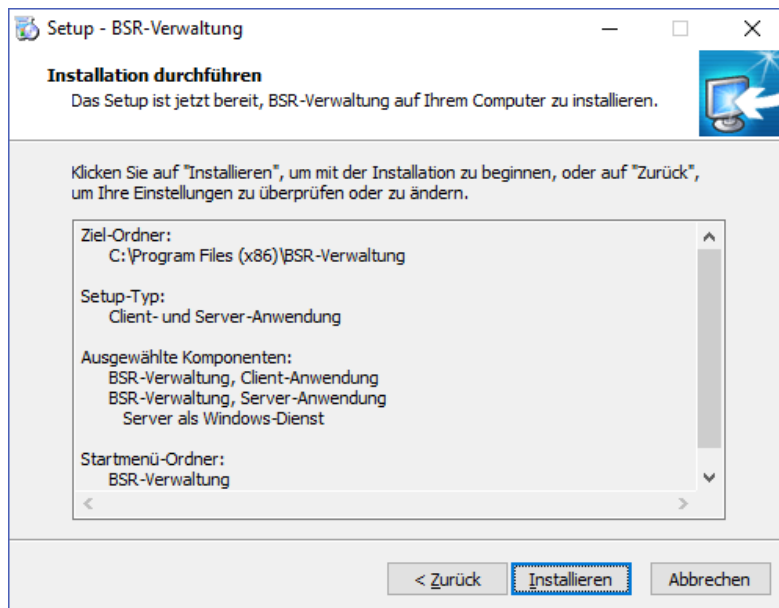 Setup - BSR-Verwaltung
Installation durchführen
Das Setup ist jetzt bereit, BSR-Verwaltung auf Ihrem Computer zu installieren.
Klicken Sie auf "Installieren", um mit der Installation zu beginnen, oder auf "Zurück",
um Ihre Einstellungen zu überprüfen oder zu ändern.
Ziel-Ordner:
C:\Program Files (x86)\BSR-Verwaltung
Setup-Typ:
Client- und Server-Anwendung
Ausgewählte Komponenten:
BSR-Verwaltung, Client-Anwendung
BSR-Verwaltung, Server-Anwendung
Server als Windows-Dienst
Startmenü-Ordner:
BSR-Verwaltung
< Zurück Installieren Abbrechen